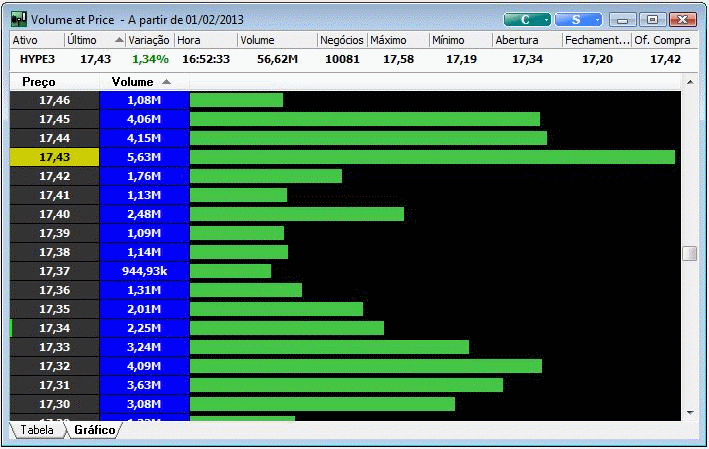 Volume at Price - A partir de 01/02/2013
C S
Ativo Último Variação Hora Volume Negócios Máximo Mínimo Abertura Fechament... Of. Compra
HYPE3 17,43 1,34% 16:52:33 56,62M 10081 17,58 17,19 17,34 17,20 17,42
Preço Volume
17,46 1,08M
17,45 4,06M
17,44 4,15M
17,43 5,63M
17,42 1,76M
17,41 1,13M
17,40 2,48M
17,39 1,09M
17,38 1,14M
17,37 944,93k
17,36 1,31M
17,35 2,01M
17,34 2,25M
17,33 3,24M
17,32 4,09M
17,31 3,63M
17,30 3,08M
Tabela Gráfico